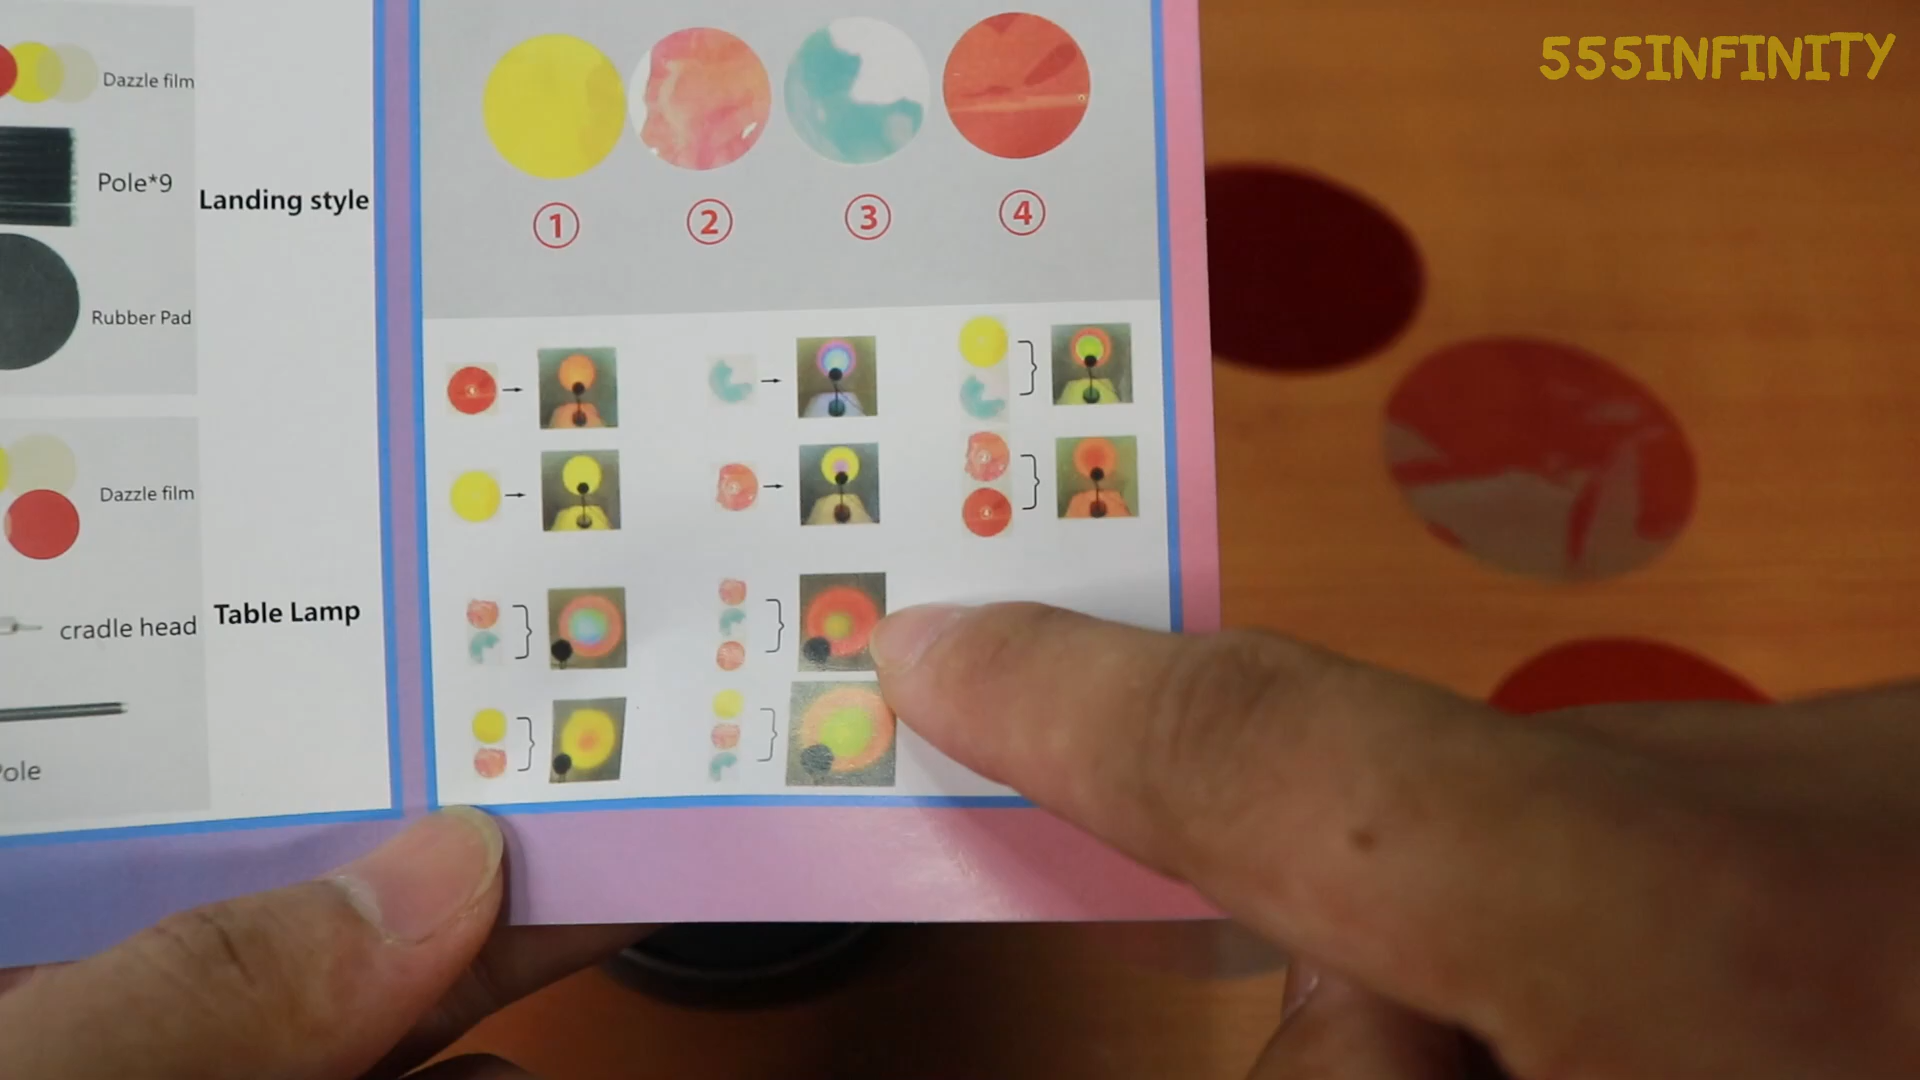 555INFINITY
Dazzle film
Pole*9
Landing style
Rubber Pad
Dazzle film
cradle head
Table Lamp
Pole
① ② ③ ④